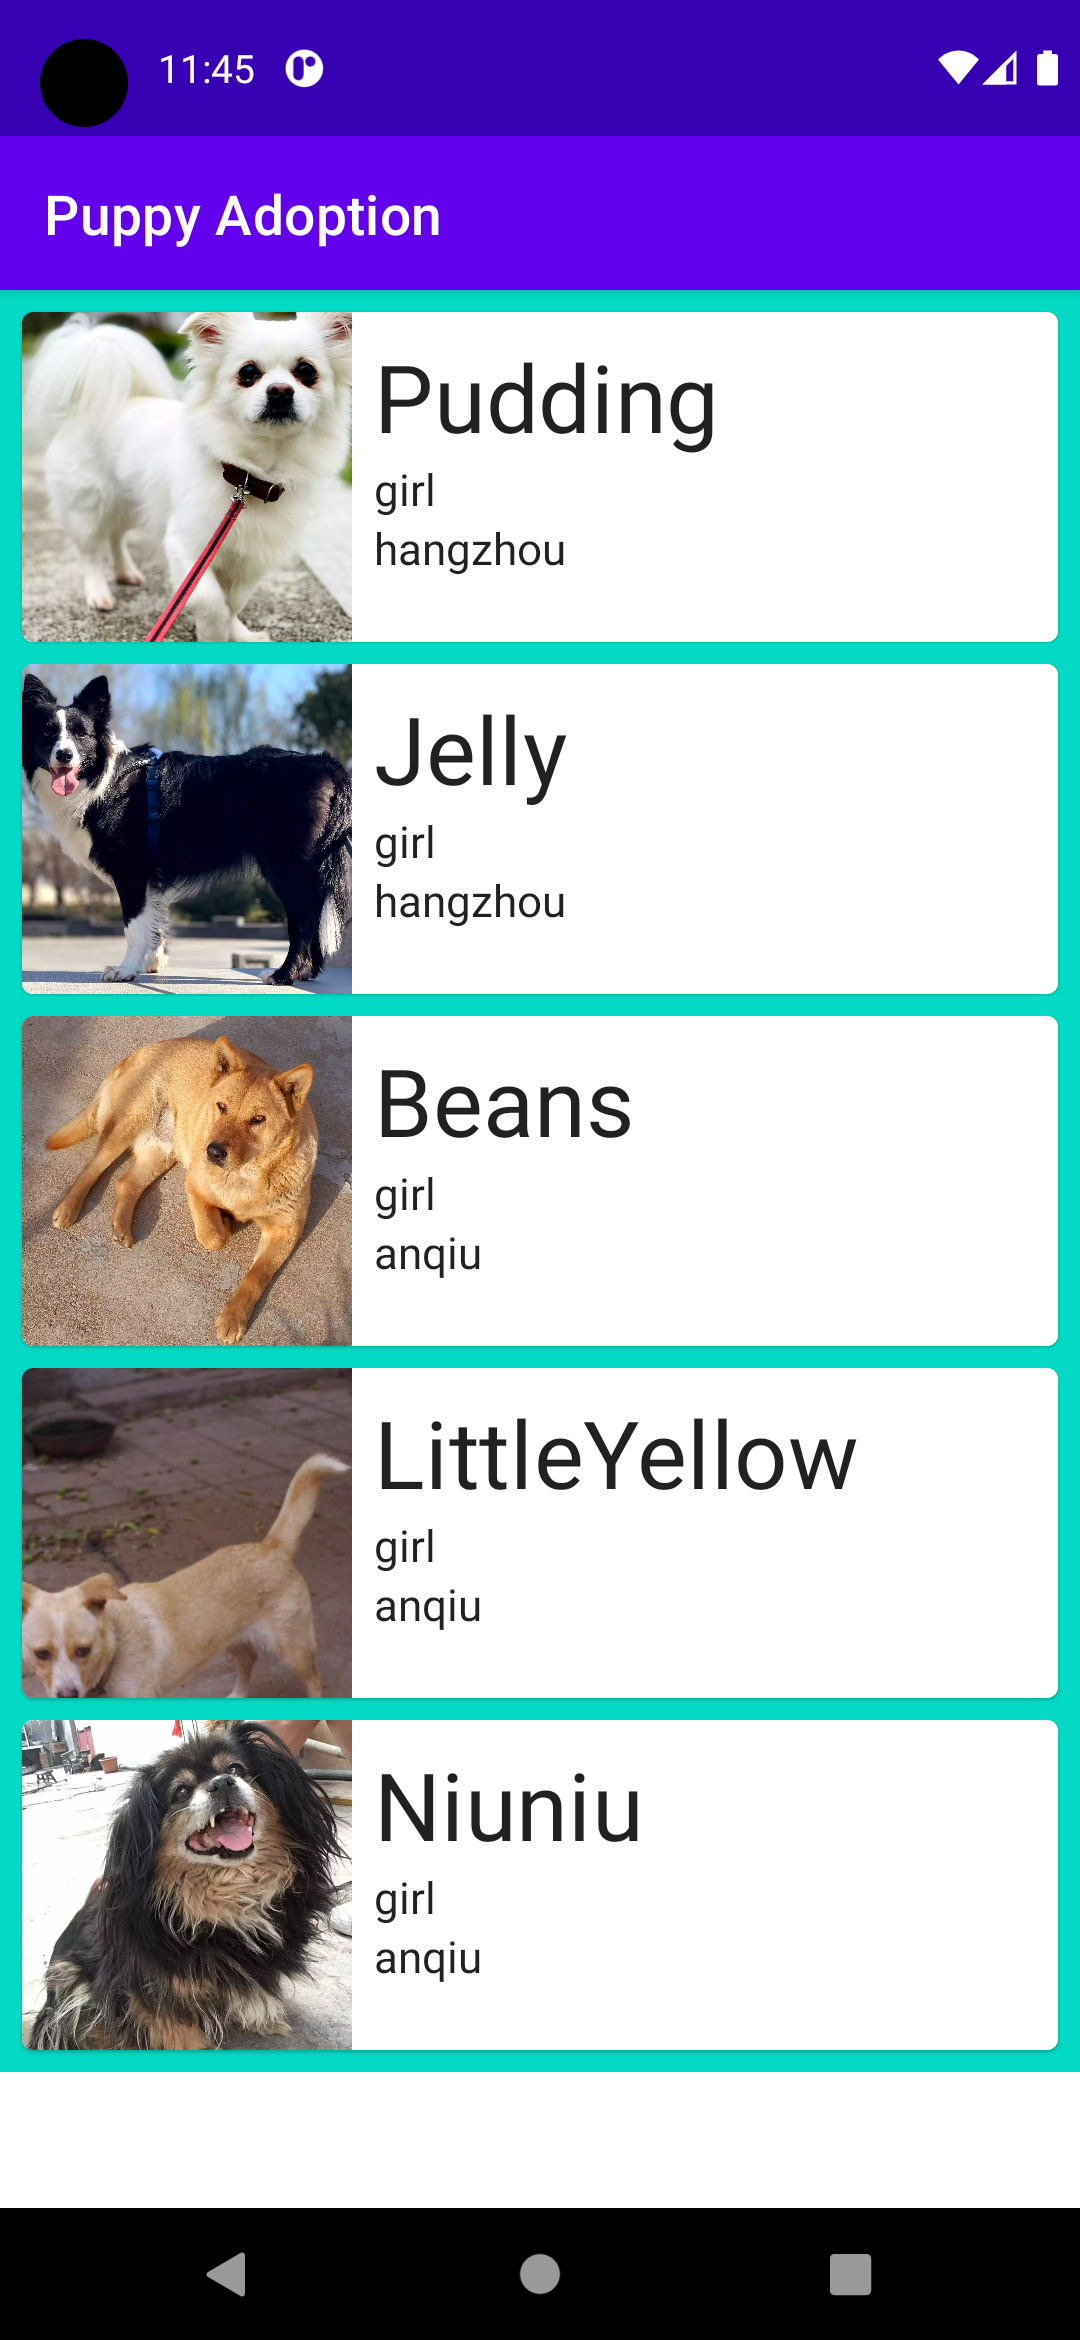 11:45
Puppy Adoption
Pudding
girl
hangzhou
Jelly
girl
hangzhou
Beans
girl
anqiu
LittleYellow
girl
anqiu
Niuniu
girl
anqiu